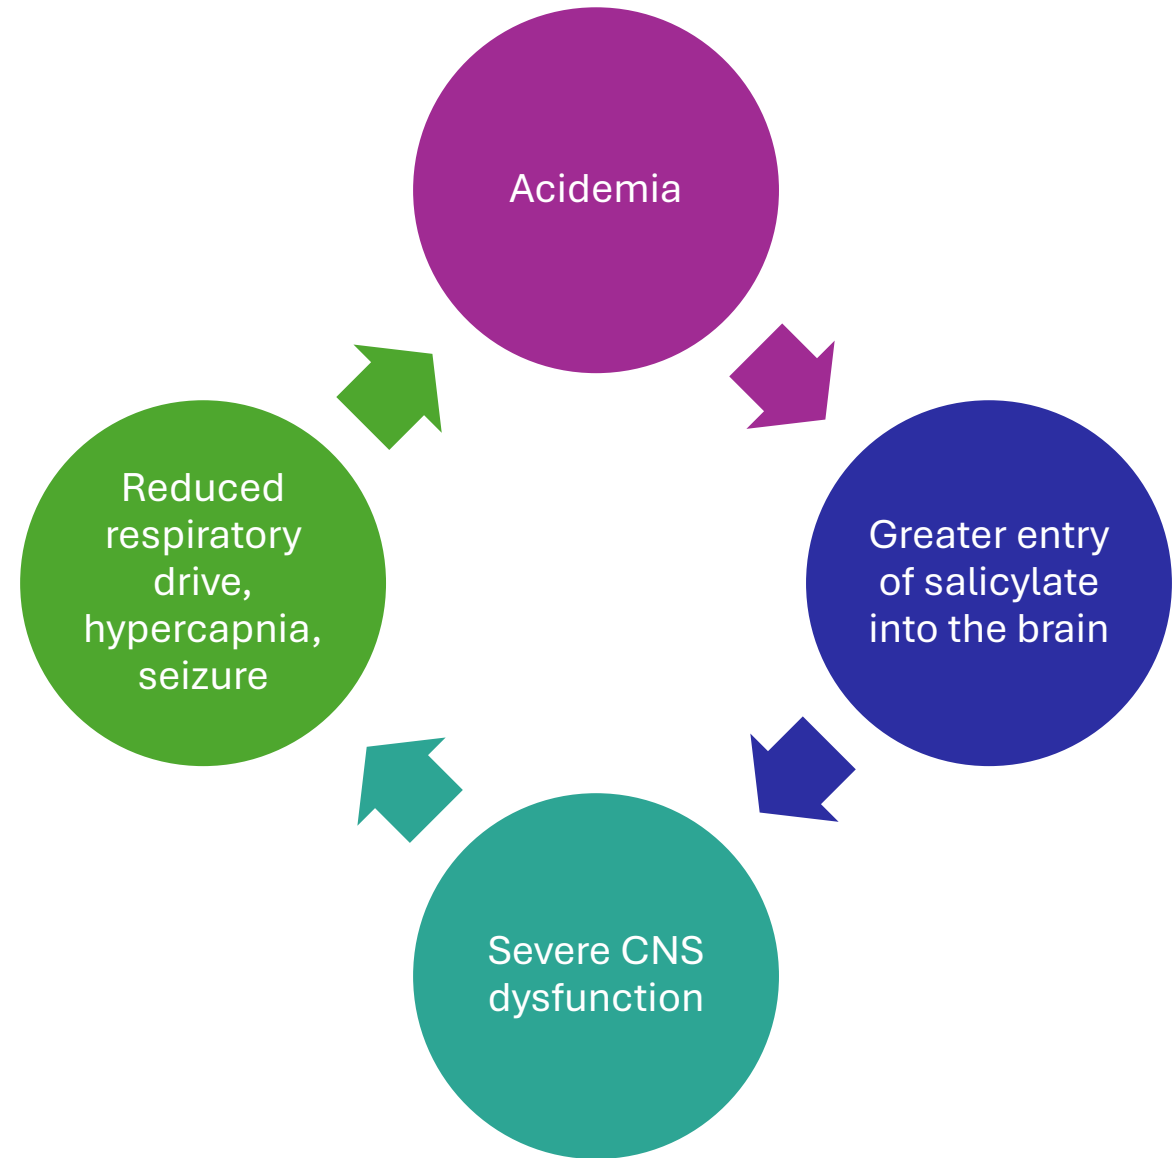 Acidemia
Greater entry
of salicylate
into the brain
Severe CNS
dysfunction
Reduced
respiratory
drive,
hypercapnia,
seizure